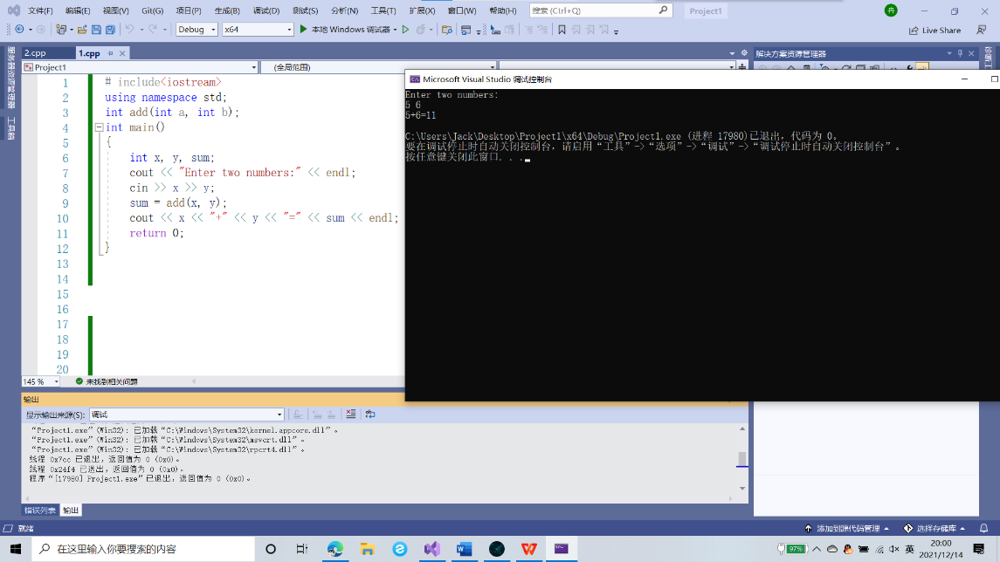 文件(F) 编辑(E) 视图(V) Git(G) 项目(P) 生成(B) 调试(D) 测试(S) 分析(N) 工具(T) 扩展(X) 窗口(W) 帮助(H) 搜索 (Ctrl+Q) Project1 冉
Debug x64 本地 Windows 调试器 Live Share
服务器资源管理器
工具箱
2.cpp 1.cpp
Project1 (全局范围)
解决方案资源管理器
1 # include<iostream>
2 using namespace std;
3 int add(int a, int b);
4 int main()
5 {
6 int x, y, sum;
7 cout << "Enter two numbers:" << endl;
8 cin >> x >> y;
9 sum = add(x, y);
10 cout << x << "+" << y << "=" << sum << endl;
11 return 0;
12 }
13
14
15
16
17
18
19
20
Microsoft Visual Studio 调试控制台
Enter two numbers:
5 6
5+6=11
C:\Users\Jack\Desktop\Project1\x64\Debug\Project1.exe (进程 17980)已退出，代码为 0。
要在调试停止时自动关闭控制台，请启用“工具”->“选项”->“调试”->“调试停止时自动关闭控制台”。
按任意键关闭此窗口. . .
145 % 未找到相关问题
输出
显示输出来源(S): 调试
“Project1.exe”(Win32): 已加载“C:\Windows\System32\kernel.appcore.dll”。
“Project1.exe”(Win32): 已加载“C:\Windows\System32\msvcrt.dll”。
“Project1.exe”(Win32): 已加载“C:\Windows\System32\rpcrt4.dll”。
线程 0x7cc 已退出，返回值为 0 (0x0)。
线程 0x24f4 已退出，返回值为 0 (0x0)。
程序“[17980] Project1.exe”已退出，返回值为 0 (0x0)。
错误列表 输出
就绪 添加到源代码管理 选择存储库
在这里输入你要搜索的内容 97% 英 20:00
2021/12/14